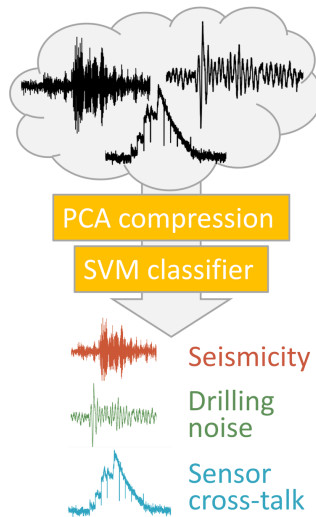 PCA compression
SVM classifier
Seismicity
Drilling
noise
Sensor
cross-talk